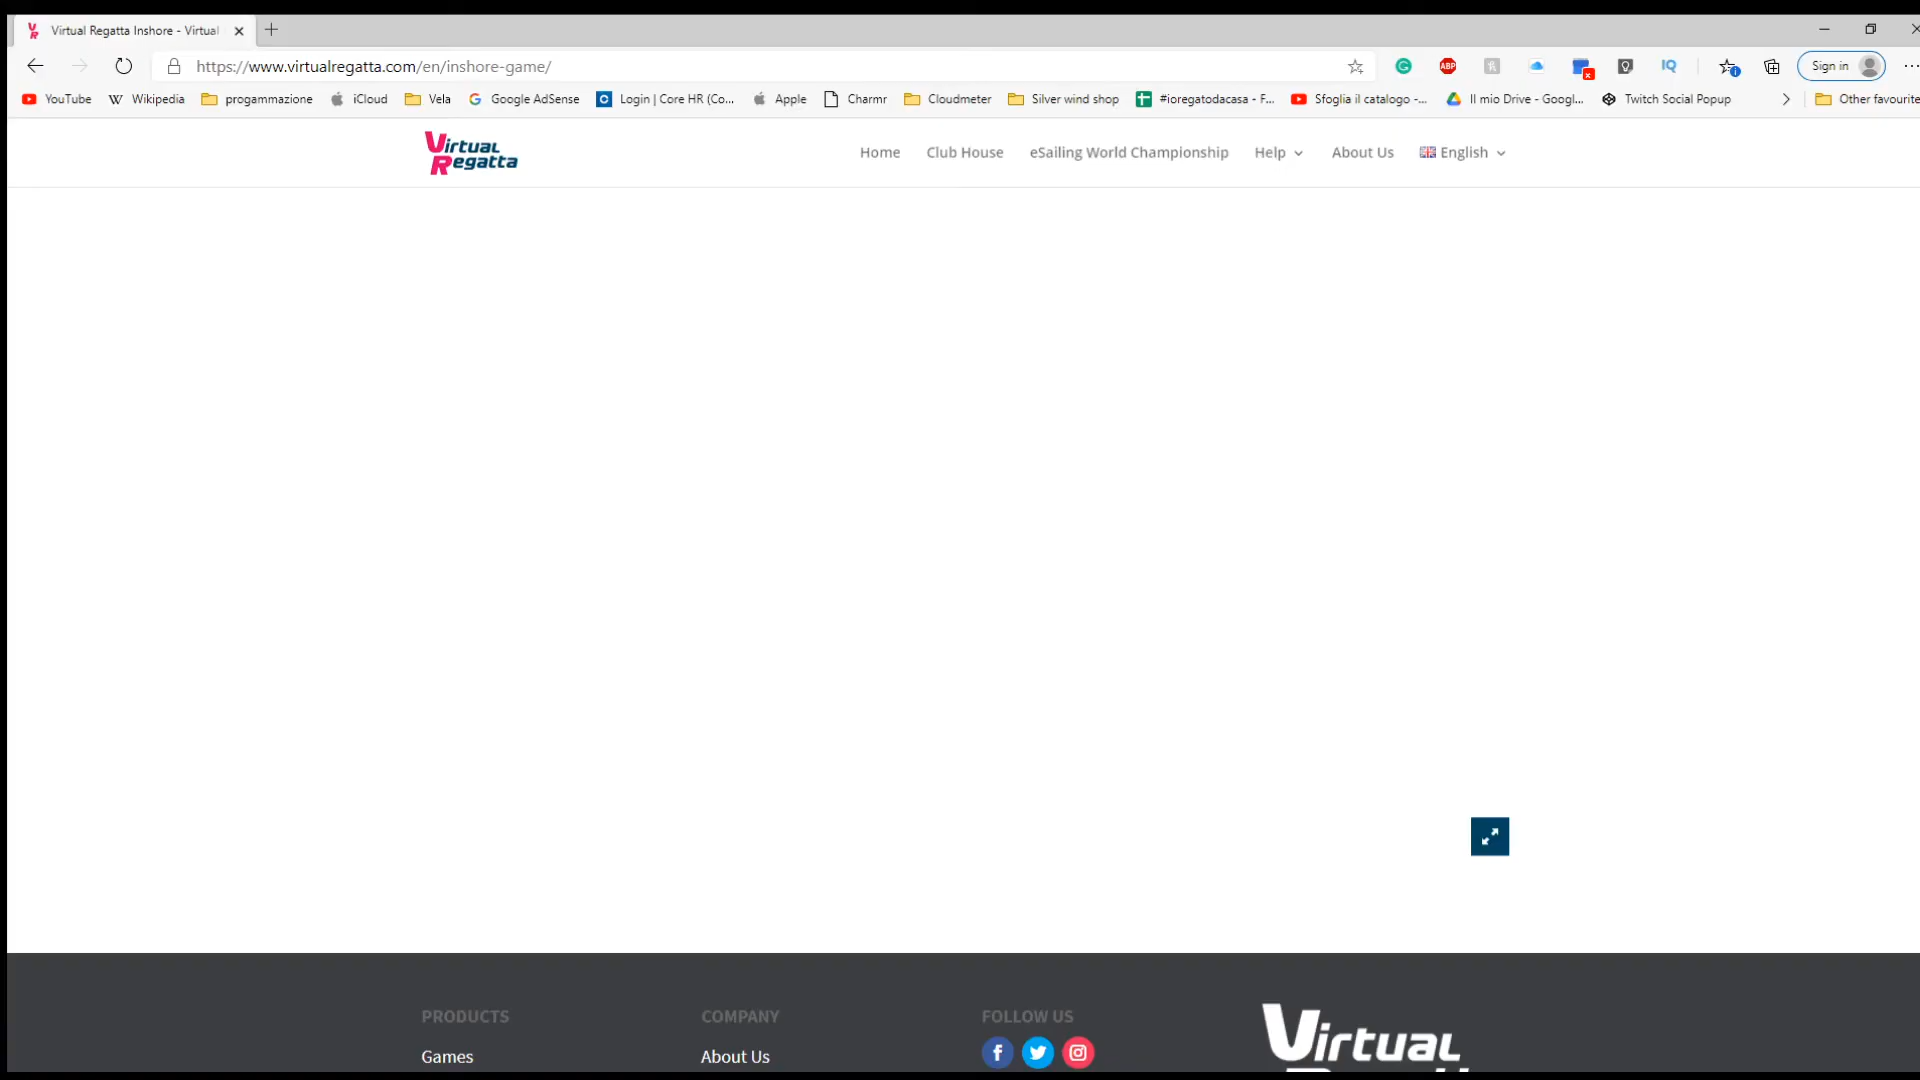 Virtual Regatta Inshore - Virtual
https://www.virtualregatta.com/en/inshore-game/
ABP
IQ
Sign in
YouTube Wikipedia progammazione iCloud Vela Google AdSense Login | Core HR (Co... Apple Charmr Cloudmeter Silver wind shop #ioregatodacasa - F... Sfoglia il catalogo -... Il mio Drive - Googl... Twitch Social Popup Other favourite
Virtual
Regatta
Home Club House eSailing World Championship Help About Us English
PRODUCTS COMPANY FOLLOW US
Games About Us
Virtual